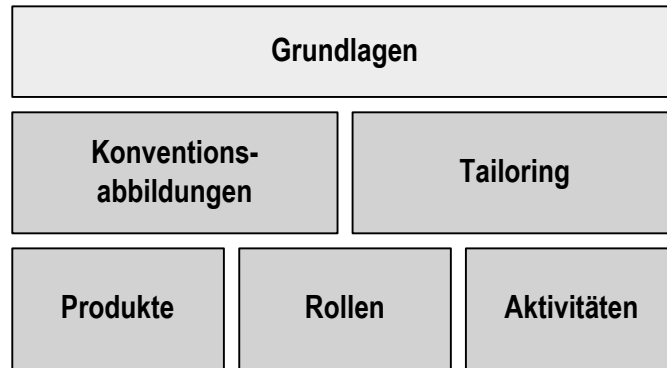 Grundlagen
Konventions-
abbildungen
Tailoring
Produkte
Rollen
Aktivitäten